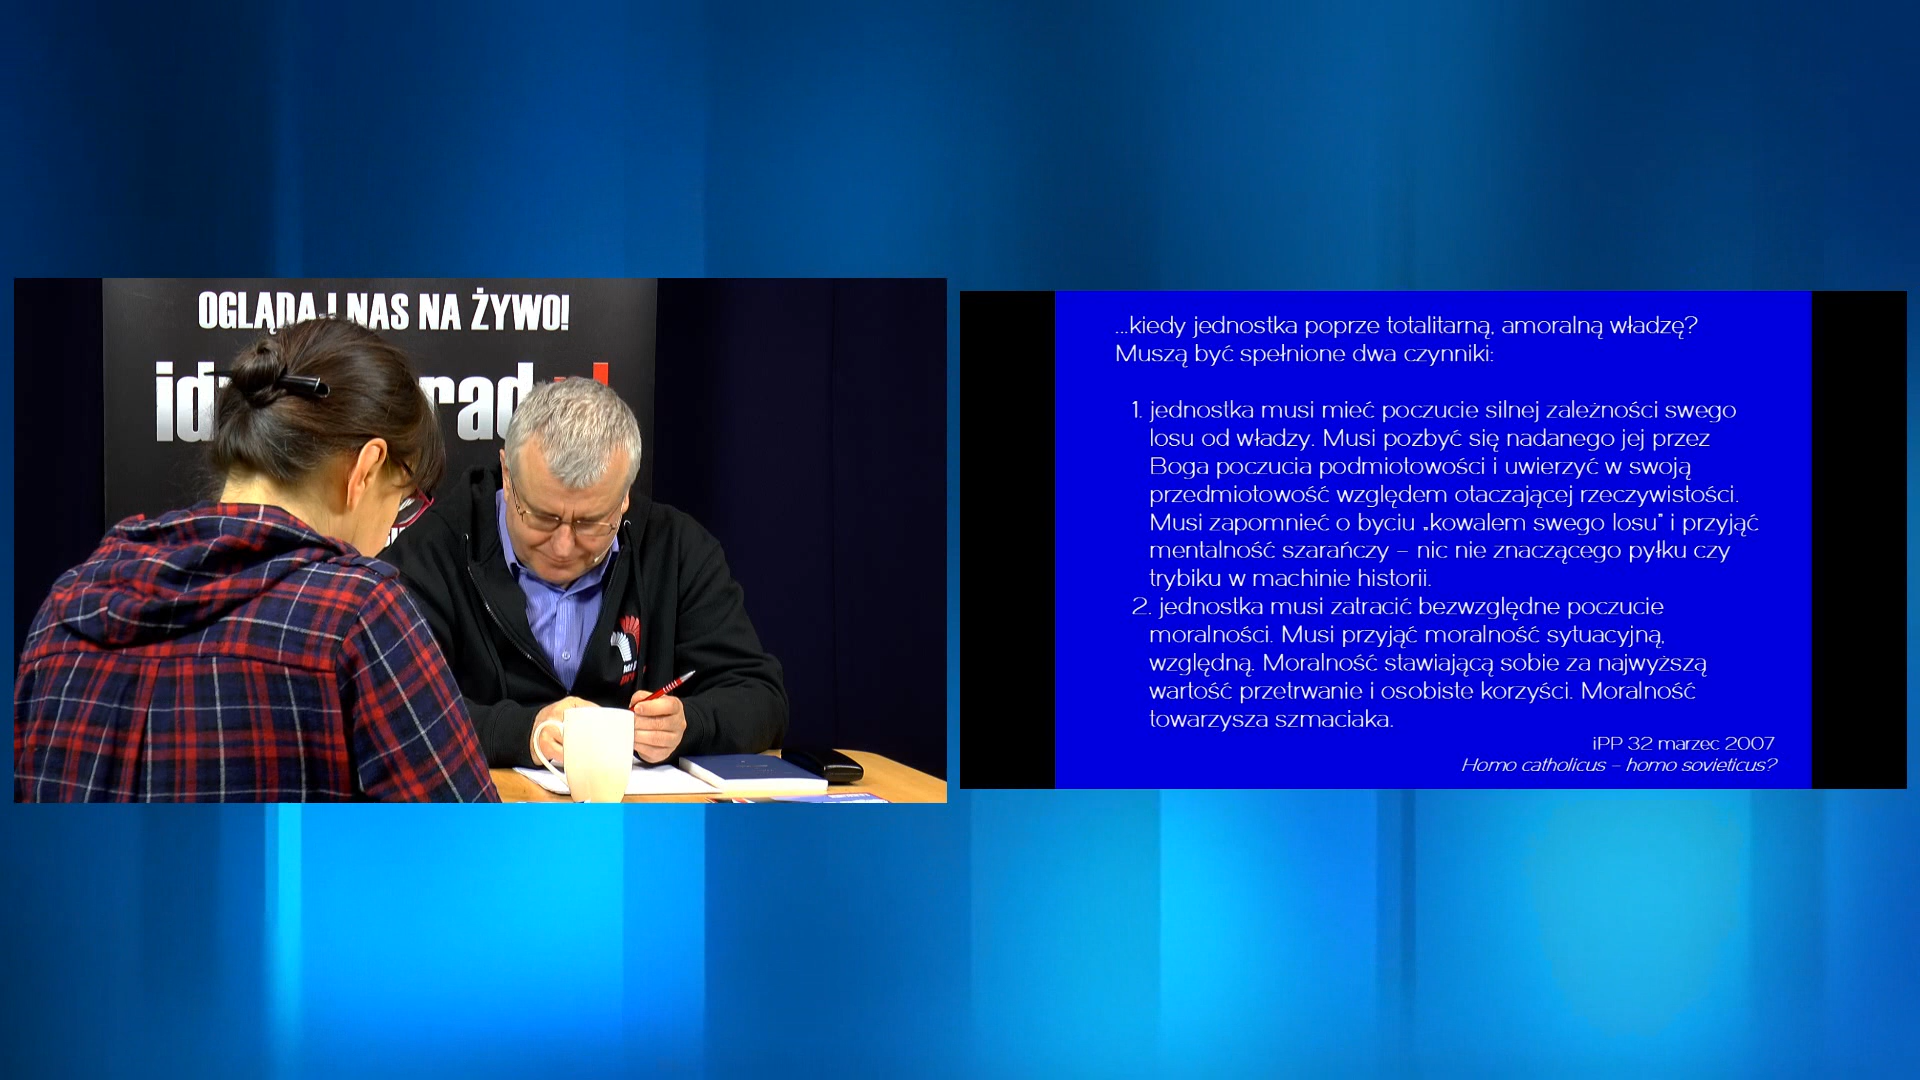 OGLĄDAJ NAS NA ŻYWO!
...kiedy jednostka poprze totalitarną, amoralną władzę?
Muszą być spełnione dwa czynniki:
1. jednostka musi mieć poczucie silnej zależności swego
losu od władzy. Musi pozbyć się nadanego jej przez
Boga poczucia podmiotowości i uwierzyć w swoją
przedmiotowość względem otaczającej rzeczywistości.
Musi zapomnieć o byciu „kowalem swego losu” i przyjąć
mentalność szarańczy – nic nie znaczącego pyłku czy
trybiku w machinie historii.
2. jednostka musi zatracić bezwzględne poczucie
moralności. Musi przyjąć moralność sytuacyjną,
względną. Moralność stawiającą sobie za najwyższą
wartość przetrwanie i osobiste korzyści. Moralność
towarzysza szmaciaka.
iPP 32 marzec 2007
Homo catholicus – homo sovieticus?